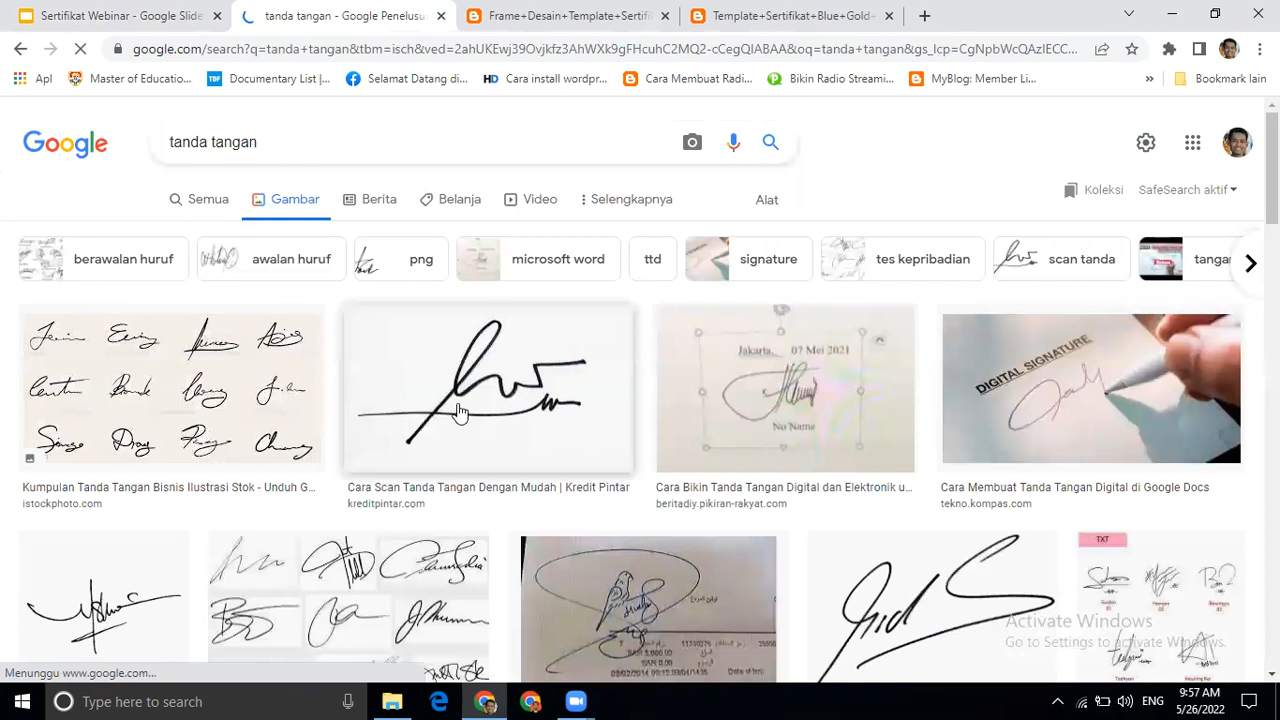 Sertifikat Webinar - Google Slide
tanda tangan - Google Penelusu
Frame+Desain+Template+Sertifi
Template+Sertifikat+Blue+Gold+
google.com/search?q=tanda+tangan&tbm=isch&ved=2ahUKEwj39Ovjkfz3AhWXk9gFHcuhC2MQ2-cCegQIABAA&oq=tanda+tangan&gs_lcp=CgNpbWcQAzIECC...
Apl
Master of Educatio...
Documentary List |...
Selamat Datang di...
Cara install wordpr...
Cara Membuat Radi...
Bikin Radio Streami...
MyBlog: Member Li...
Bookmark lain
Google
tanda tangan
Semua
Gambar
Berita
Belanja
Video
Selengkapnya
Alat
Koleksi
SafeSearch aktif
berawalan huruf
awalan huruf
png
microsoft word
ttd
signature
tes kepribadian
scan tanda
tangan
Jakarta, 07 Mei 2021
No Name
DIGITAL SIGNATURE
Kumpulan Tanda Tangan Bisnis Ilustrasi Stok - Unduh G...
istockphoto.com
Cara Scan Tanda Tangan Dengan Mudah | Kredit Pintar
kreditpintar.com
Cara Bikin Tanda Tangan Digital dan Elektronik u...
beritadiy.pikiran-rakyat.com
Cara Membuat Tanda Tangan Digital di Google Docs
tekno.kompas.com
TXT
Activate Windows
Go to Settings to activate Windows.
Menunggu www.google.com...
Type here to search
ENG
9:57 AM
5/26/2022